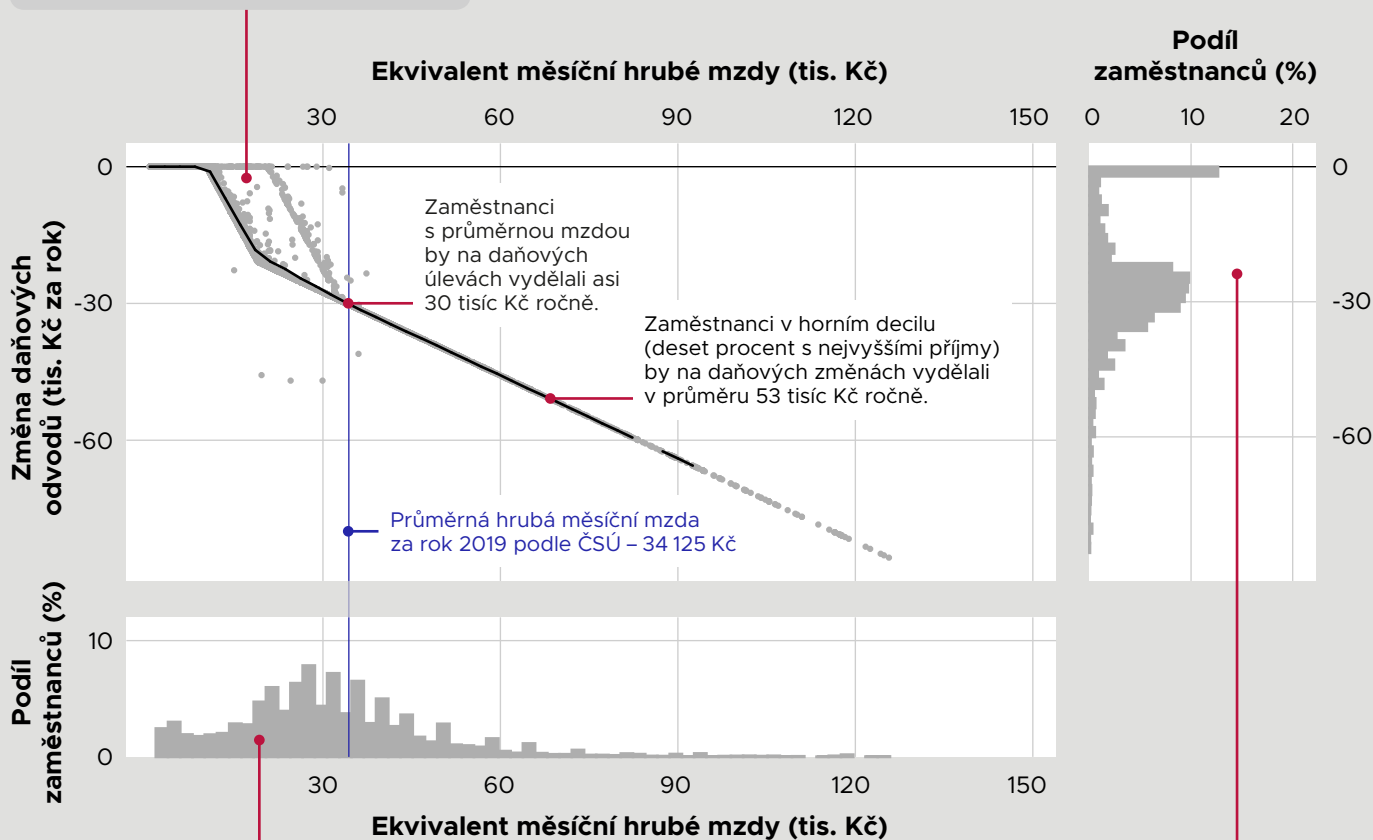 Podíl
zaměstnanců (%)
Ekvivalent měsíční hrubé mzdy (tis. Kč)
30 60 90 120 150
0 10 20
0
-30
-60
Změna daňových
odvodů (tis. Kč za rok)
Zaměstnanci
s průměrnou mzdou
by na daňových
úlevách vydělali asi
30 tisíc Kč ročně.
Zaměstnanci v horním decilu
(deset procent s nejvyššími příjmy)
by na daňových změnách vydělali
v průměru 53 tisíc Kč ročně.
Průměrná hrubá měsíční mzda
za rok 2019 podle ČSÚ – 34 125 Kč
0
-30
-60
Podíl
zaměstnanců (%)
10
0
30 60 90 120 150
Ekvivalent měsíční hrubé mzdy (tis. Kč)